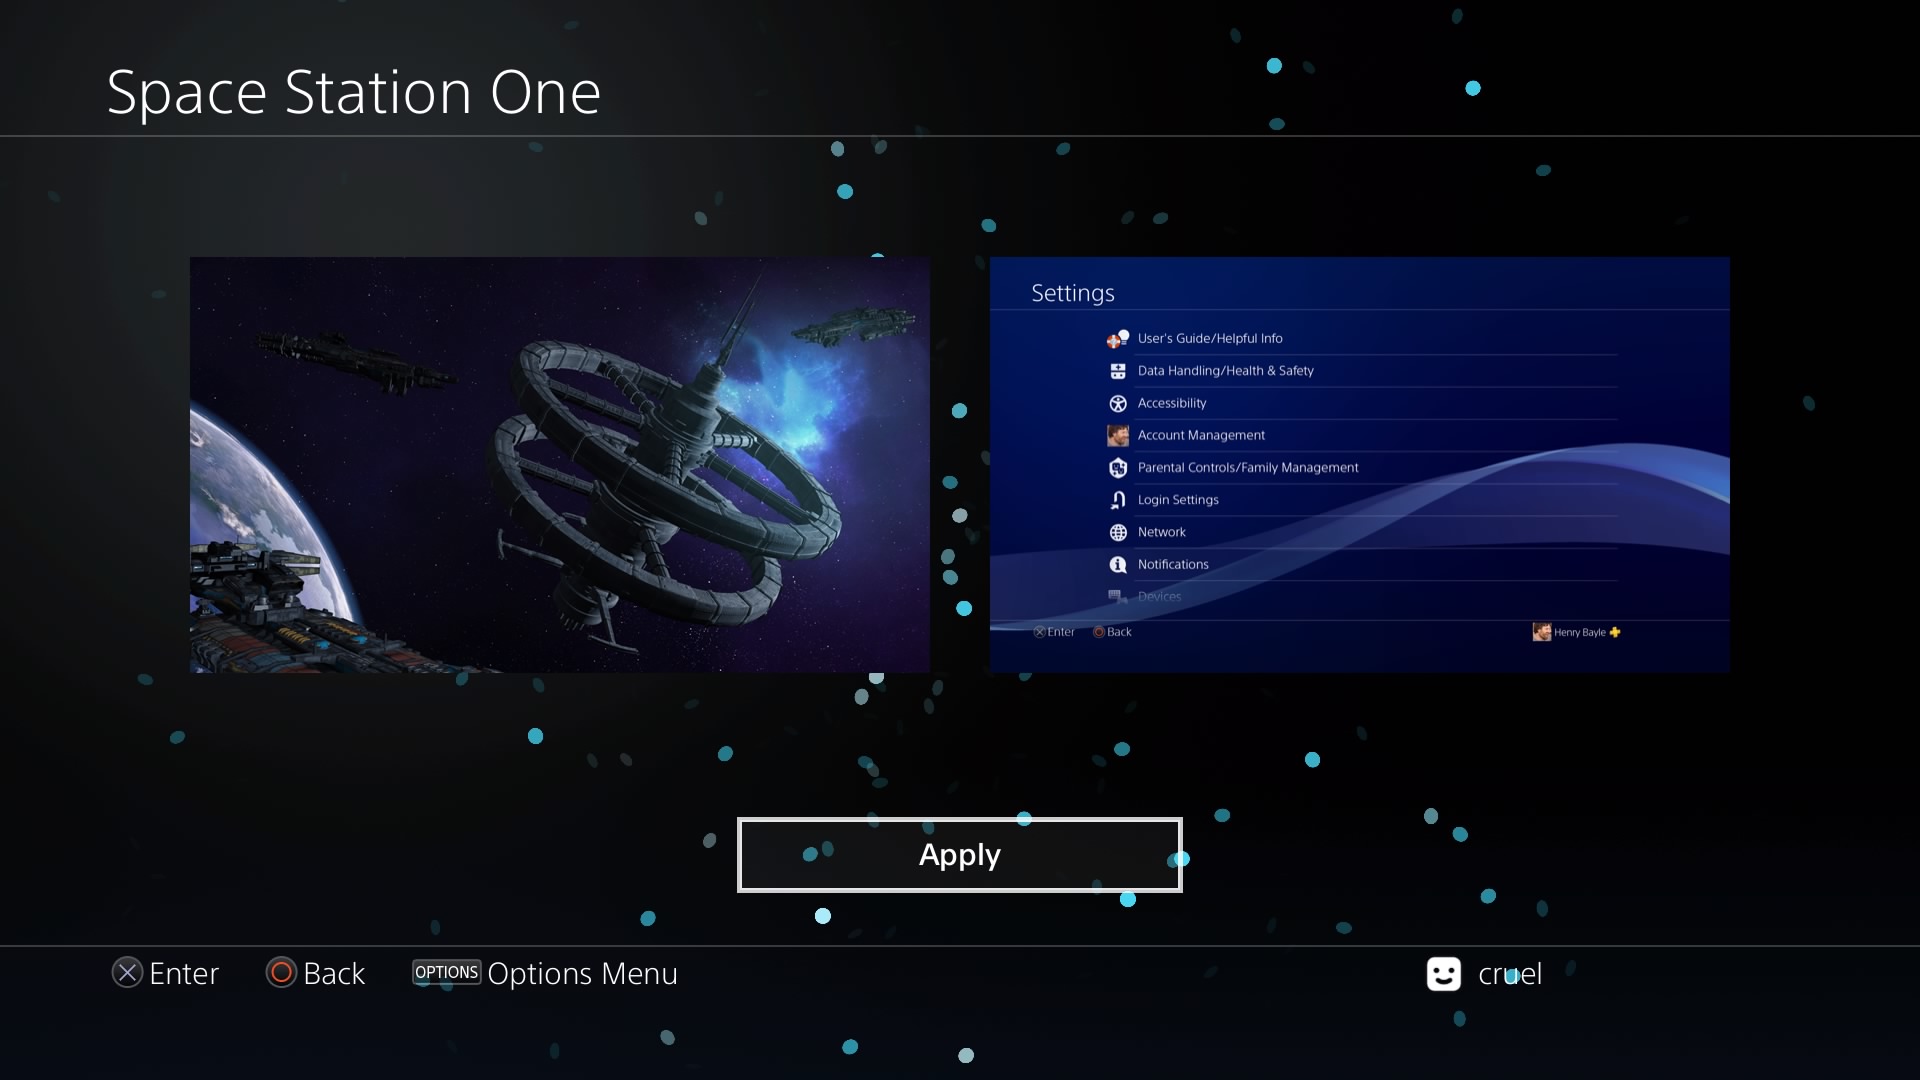 Space Station One
Settings
User's Guide/Helpful Info
Data Handling/Health & Safety
Accessibility
Account Management
Parental Controls/Family Management
Login Settings
Network
Notifications
Devices
Enter Back Henry Bayle
Apply
Enter Back OPTIONS Options Menu cruel